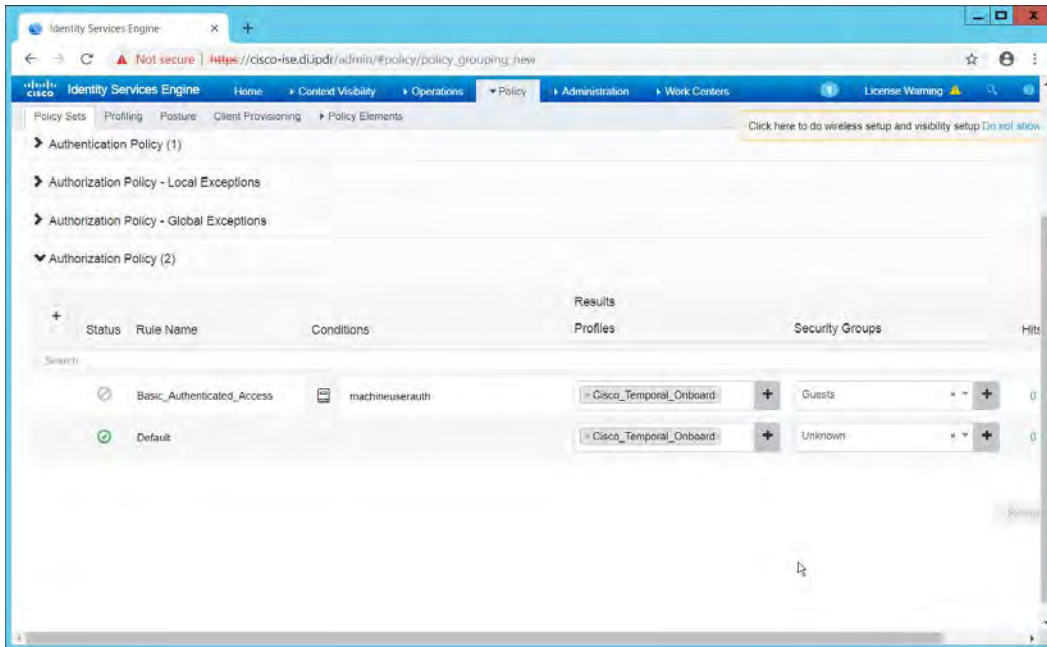 Identity Services Engine
Not secure | https://cisco-ise.di.ipdr/admin/#policy/policy_grouping_new
cisco Identity Services Engine Home Context Visibility Operations Policy Administration Work Centers 1 License Warning
Policy Sets Profiling Posture Client Provisioning Policy Elements
Click here to do wireless setup and visibility setup Do not show
Authentication Policy (1)
Authorization Policy - Local Exceptions
Authorization Policy - Global Exceptions
Authorization Policy (2)
Results
+ Status Rule Name Conditions Profiles Security Groups Hits
Search
Basic_Authenticated_Access machineuserauth × Cisco_Temporal_Onboard + Guests × + 0
Default × Cisco_Temporal_Onboard + Unknown × + 0